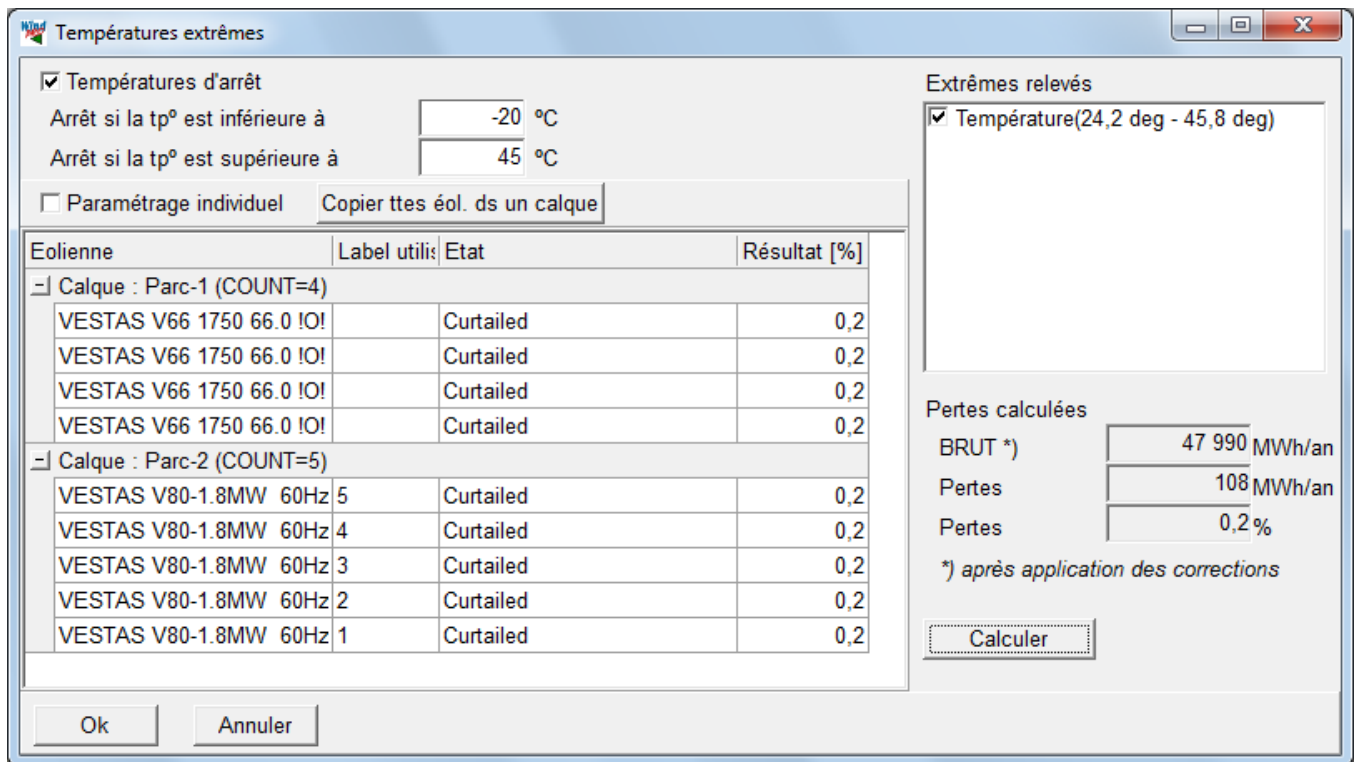 Wind
Températures extrêmes
Températures d'arrêt
Arrêt si la tpº est inférieure à -20 ºC
Arrêt si la tpº est supérieure à 45 ºC
Paramétrage individuel Copier ttes éol. ds un calque
Eolienne Label utilis Etat Résultat [%]
Calque : Parc-1 (COUNT=4)
VESTAS V66 1750 66.0 !O! Curtailed 0,2
VESTAS V66 1750 66.0 !O! Curtailed 0,2
VESTAS V66 1750 66.0 !O! Curtailed 0,2
VESTAS V66 1750 66.0 !O! Curtailed 0,2
Calque : Parc-2 (COUNT=5)
VESTAS V80-1.8MW 60Hz 5 Curtailed 0,2
VESTAS V80-1.8MW 60Hz 4 Curtailed 0,2
VESTAS V80-1.8MW 60Hz 3 Curtailed 0,2
VESTAS V80-1.8MW 60Hz 2 Curtailed 0,2
VESTAS V80-1.8MW 60Hz 1 Curtailed 0,2
Extrêmes relevés
Température(24,2 deg - 45,8 deg)
Pertes calculées
BRUT *) 47 990 MWh/an
Pertes 108 MWh/an
Pertes 0,2 %
*) après application des corrections
Calculer
Ok Annuler